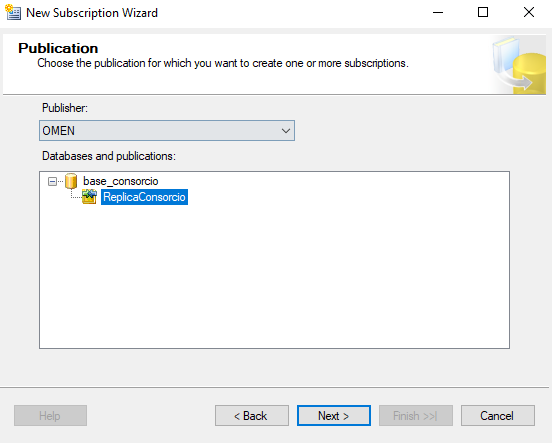 New Subscription Wizard
Publication
Choose the publication for which you want to create one or more subscriptions.
Publisher:
OMEN
Databases and publications:
base_consorcio
ReplicaConsorcio
Help
< Back
Next >
Finish >>|
Cancel